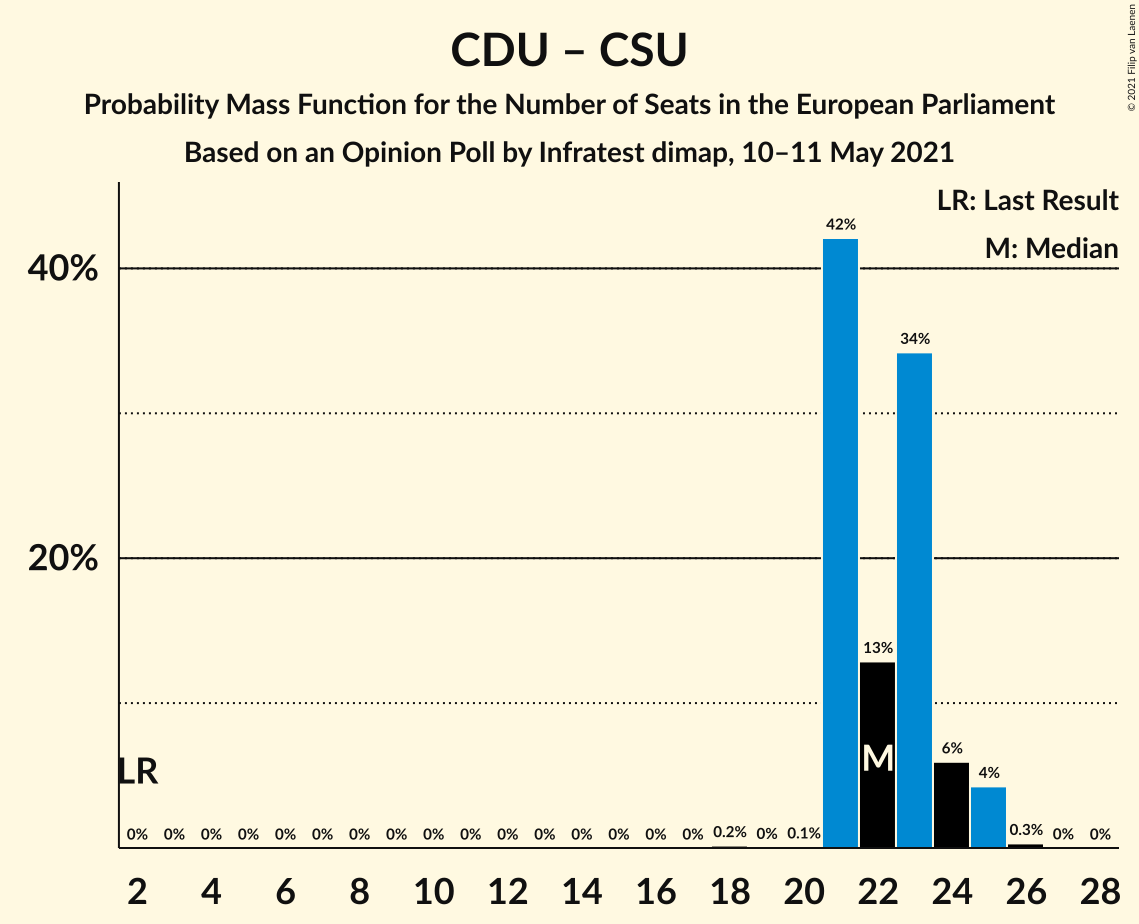 CDU – CSU
Probability Mass Function for the Number of Seats in the European Parliament
Based on an Opinion Poll by Infratest dimap, 10–11 May 2021
© 2021 Filip van Laenen
LR: Last Result
M: Median
40%
20%
42%
34%
13%
6%
4%
M
LR
0% 0% 0% 0% 0% 0% 0% 0% 0% 0% 0% 0% 0% 0% 0% 0% 0.2% 0% 0.1% 0.3% 0% 0%
2 4 6 8 10 12 14 16 18 20 22 24 26 28